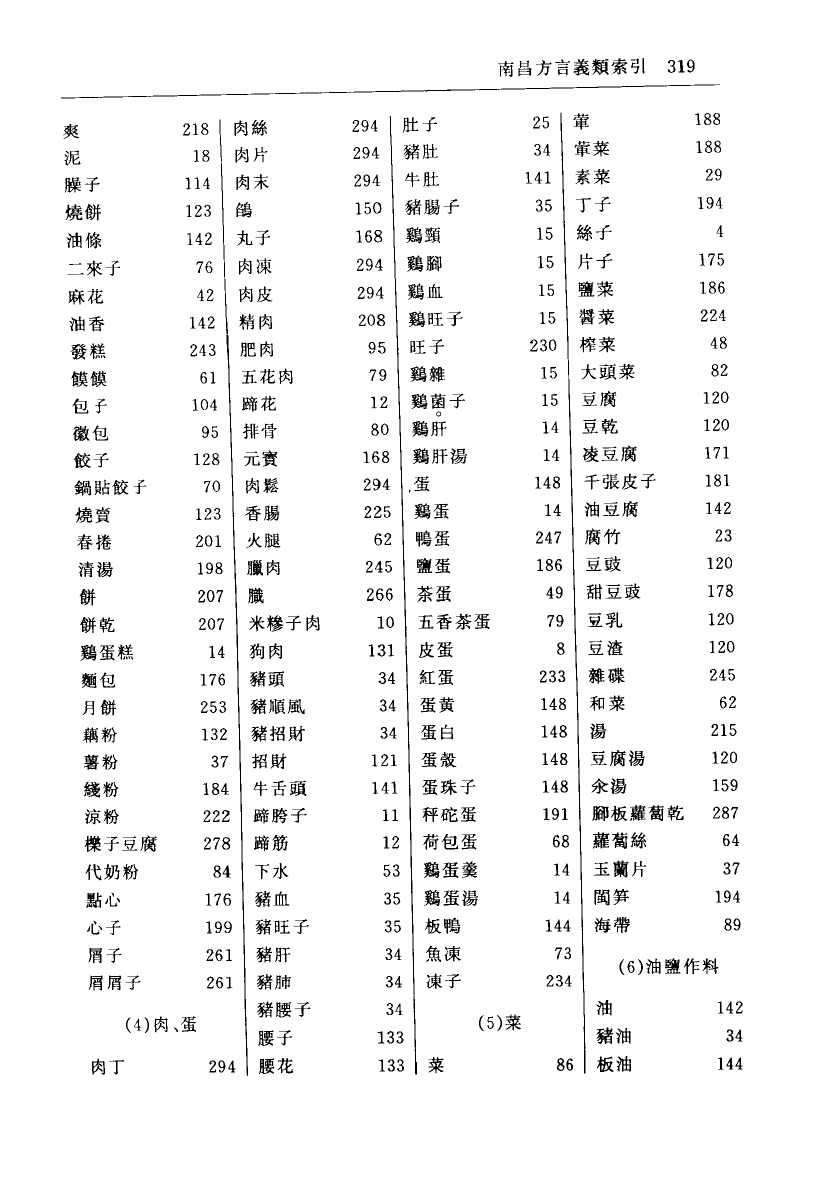 南昌方言義類索引 319
爽 218
泥 18
臊子 114
燒餅 123
油條 142
二來子 76
麻花 42
油香 142
發糕 243
饃饃 61
包子 104
徽包 95
餃子 128
鍋貼餃子 70
燒賣 123
春捲 201
清湯 198
餅 207
餅乾 207
鷄蛋糕 14
麵包 176
月餅 253
藕粉 132
薯粉 37
綫粉 184
涼粉 222
櫟子豆腐 278
代奶粉 84
點心 176
心子 199
屑子 261
屑屑子 261
(4)肉、蛋
肉丁 294
肉絲 294
肉片 294
肉末 294
150
丸子 168
肉凍 294
肉皮 294
精肉 208
肥肉 95
五花肉 79
蹄花 12
排骨 80
元寶 168
肉鬆 294
香腸 225
火腿 62
臘肉 245
266
米糝子肉 10
狗肉 131
豬頭 34
豬順風 34
豬招財 34
招財 121
牛舌頭 141
蹄胯子 11
蹄筋 12
下水 53
豬血 35
豬旺子 35
豬肝 34
豬肺 34
豬腰子 34
腰子 133
腰花 133
肚子 25
豬肚 34
牛肚 141
豬腸子 35
鷄頸 15
鷄腳 15
鷄血 15
鷄旺子 15
旺子 230
鷄雜 15
鷄菌子 15
鷄肝 14
鷄肝湯 14
蛋 148
鷄蛋 14
鴨蛋 247
鹽蛋 186
茶蛋 49
五香茶蛋 79
皮蛋 8
紅蛋 233
蛋黄 148
蛋白 148
蛋殼 148
蛋珠子 148
秤砣蛋 191
荷包蛋 68
鷄蛋羹 14
鷄蛋湯 14
板鴨 144
魚凍 73
凍子 234
(5)菜
菜 86
葷 188
葷菜 188
素菜 29
丁子 194
絲子 4
片子 175
鹽菜 186
醬菜 224
榨菜 48
大頭菜 82
豆腐 120
豆乾 120
凌豆腐 171
千張皮子 181
油豆腐 142
腐竹 23
豆豉 120
甜豆豉 178
豆乳 120
豆渣 120
雜碟 245
和菜 62
湯 215
豆腐湯 120
氽湯 159
腳板蘿蔔乾 287
蘿蔔絲 64
玉蘭片 37
閩笋 194
海帶 89
(6)油鹽作料
油 142
豬油 34
板油 144